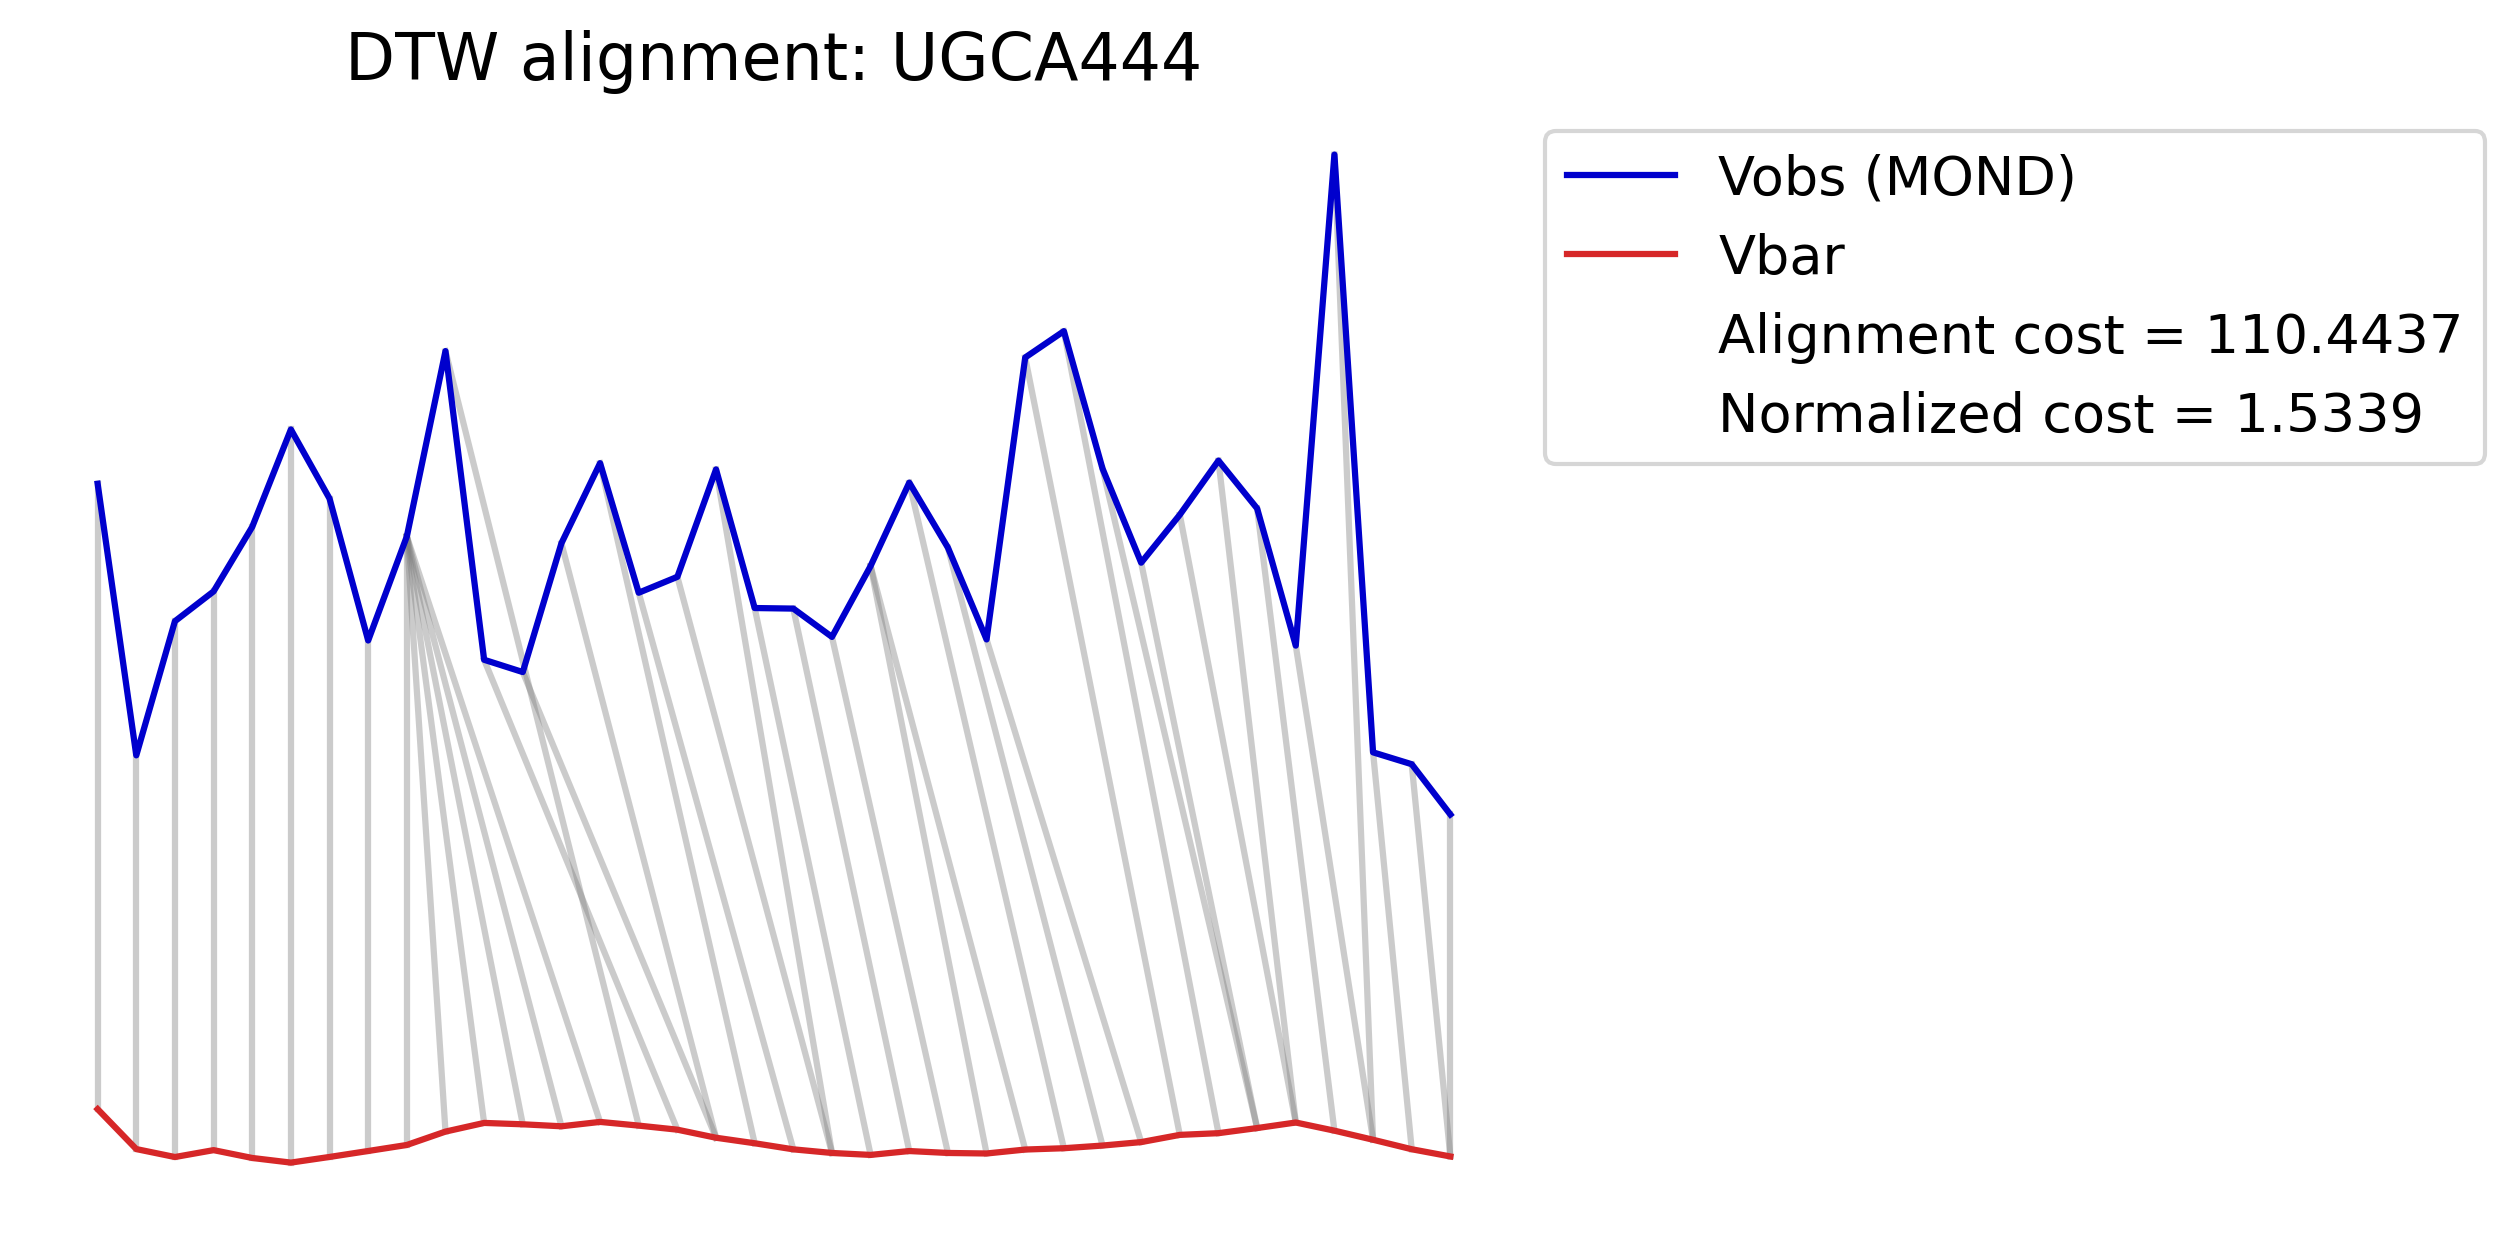 DTW alignment: UGCA444
Vobs (MOND)
Vbar
Alignment cost = 110.4437
Normalized cost = 1.5339